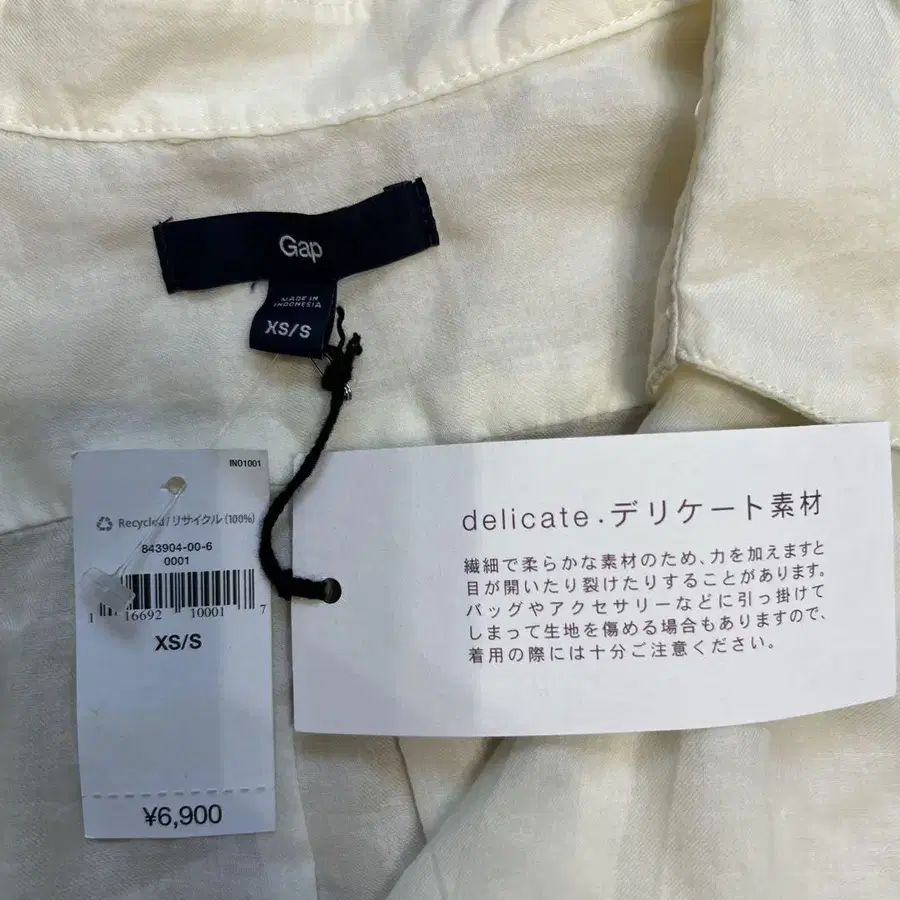 Gap
MADE IN
INDONESIA
XS/S
IN01001
Recycled/リサイクル (100%)
843904-00-6
0001
1 16692 10001 7
XS/S
¥6,900
delicate.デリケート素材
繊細で柔らかな素材のため、力を加えますと
目が開いたり裂けたりすることがあります。
バッグやアクセサリーなどに引っ掛けて
しまって生地を傷める場合もありますので、
着用の際には十分ご注意ください。